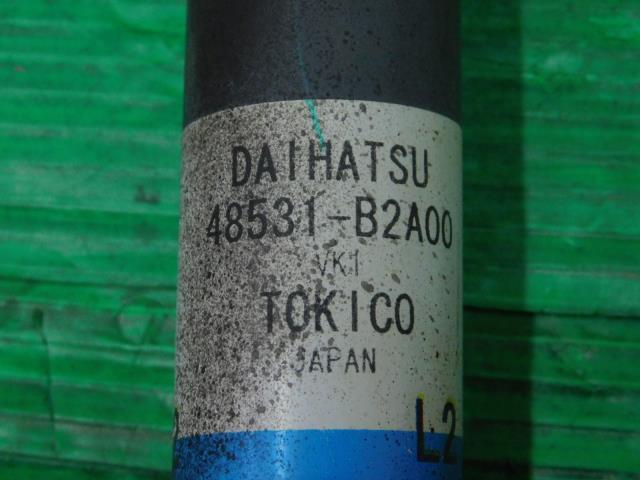 DAIHATSU
48531-B2A00
VK1
TOKICO
JAPAN
L2